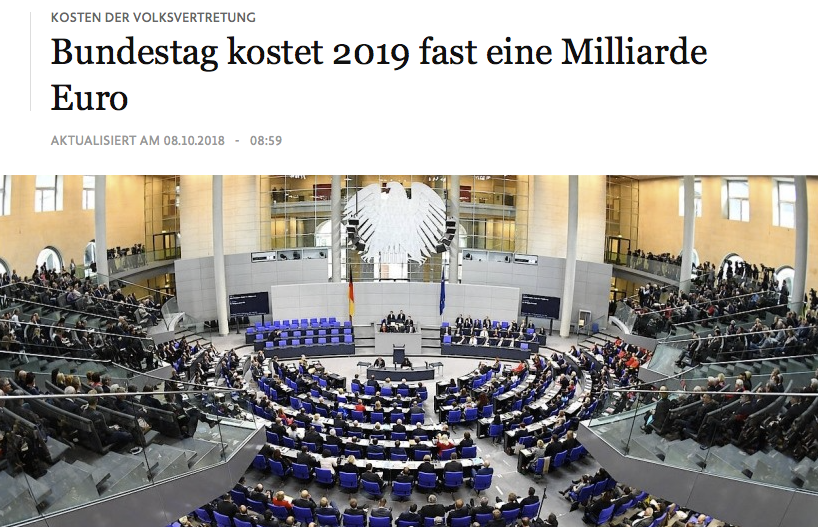 KOSTEN DER VOLKSVERTRETUNG
Bundestag kostet 2019 fast eine Milliarde
Euro
AKTUALISIERT AM 08.10.2018 - 08:59